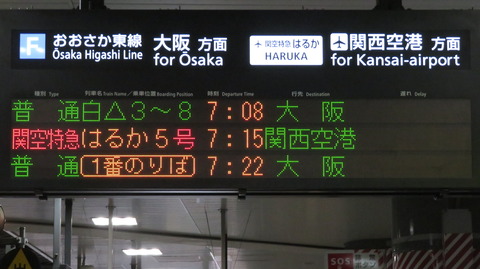 F おおさか東線 大阪 方面 関空特急 はるか 関西空港 方面
Ōsaka Higashi Line for Ōsaka HARUKA for Kansai-airport
種別 Type 列車名/Train Name/乗車位置 Boarding Position 時刻 Departure Time 行先 Destination 遅れ Delay
普通 白△3〜8 7:08 大阪
関空特急 はるか5号 7:15 関西空港
普通 1番のりば 7:22 大阪
SOS